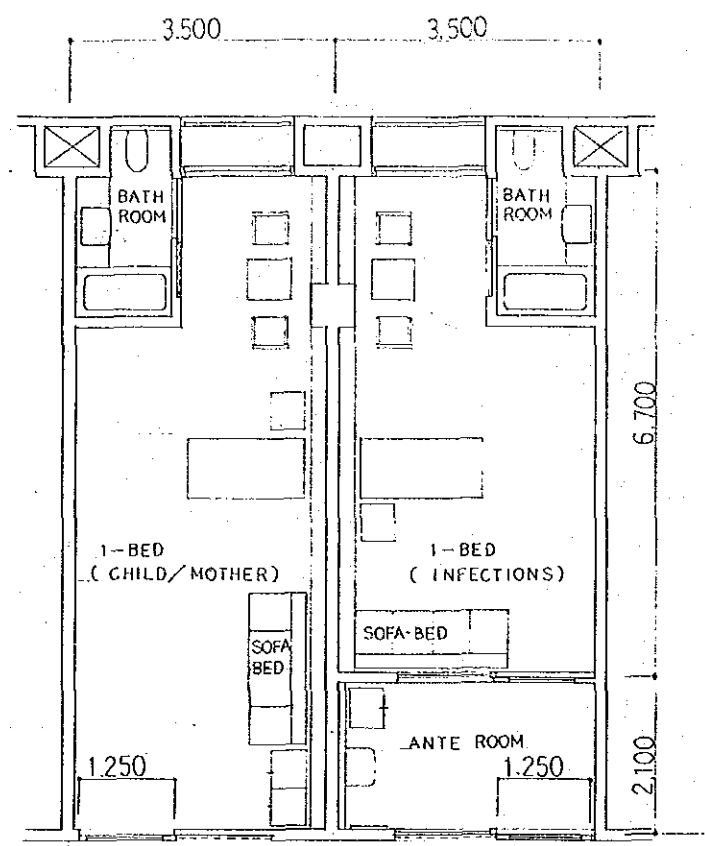 3.500
3,500
BATH
ROOM
BATH
ROOM
6,700
1-BED
( CHILD/MOTHER)
1-BED
( INFECTIONS)
SOFA
BED
SOFA-BED
ANTE ROOM
1.250
1.250
2,100